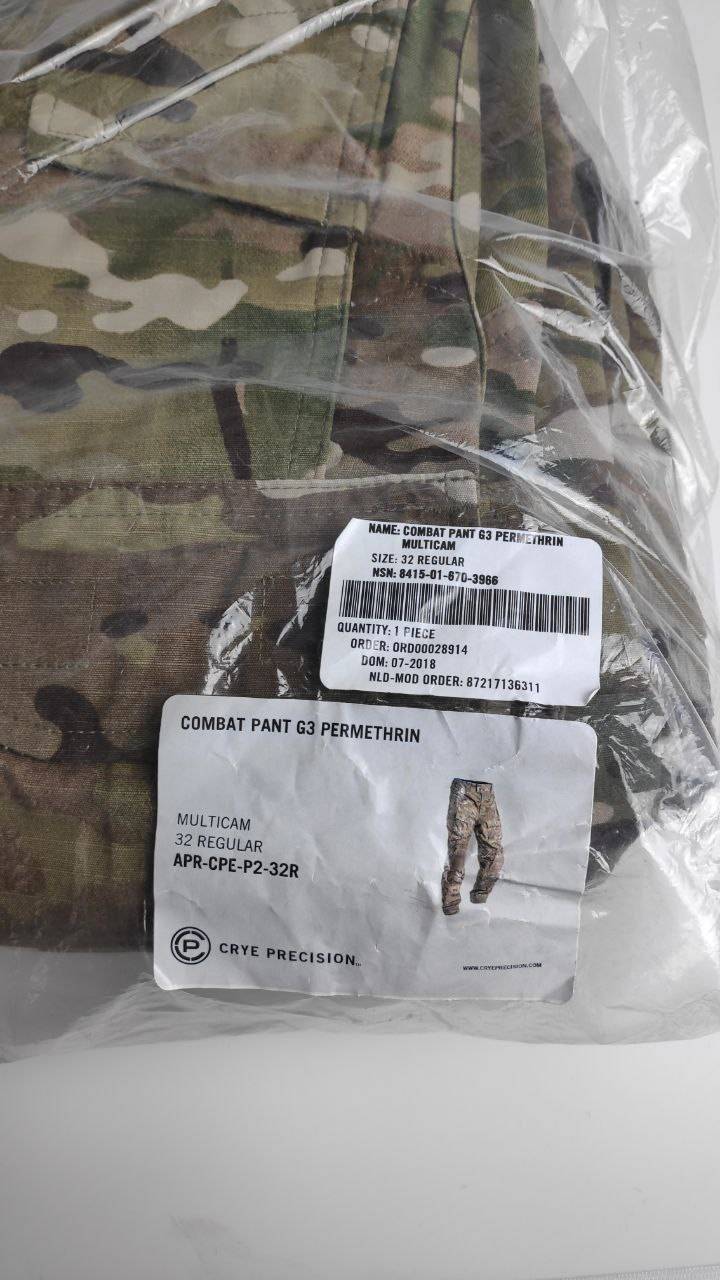 NAME: COMBAT PANT G3 PERMETHRIN
MULTICAM
SIZE: 32 REGULAR
NSN: 8415-01-670-3966
QUANTITY: 1 PIECE
ORDER: ORD00028914
DOM: 07-2018
NLD-MOD ORDER: 87217136311
COMBAT PANT G3 PERMETHRIN
MULTICAM
32 REGULAR
APR-CPE-P2-32R
CP CRYE PRECISION™
WWW.CRYEPRECISION.COM